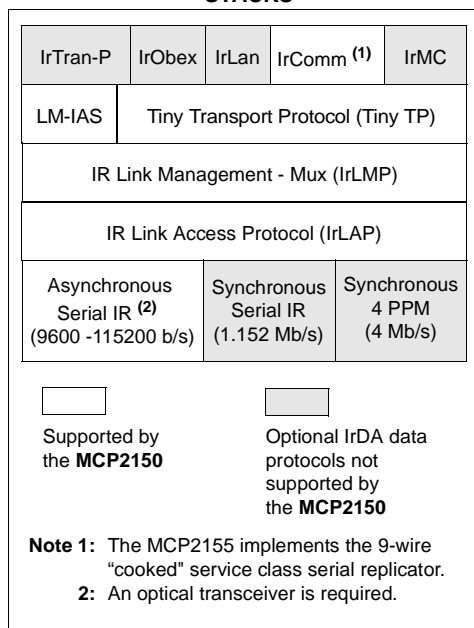 STACKS
IrTran-P IrObex IrLan IrComm (1) IrMC
LM-IAS Tiny Transport Protocol (Tiny TP)
IR Link Management - Mux (IrLMP)
IR Link Access Protocol (IrLAP)
Asynchronous
Serial IR (2)
(9600 -115200 b/s)
Synchronous
Serial IR
(1.152 Mb/s)
Synchronous
4 PPM
(4 Mb/s)
Supported by
the MCP2150
Optional IrDA data
protocols not
supported by
the MCP2150
Note 1: The MCP2155 implements the 9-wire
“cooked" service class serial replicator.
2: An optical transceiver is required.